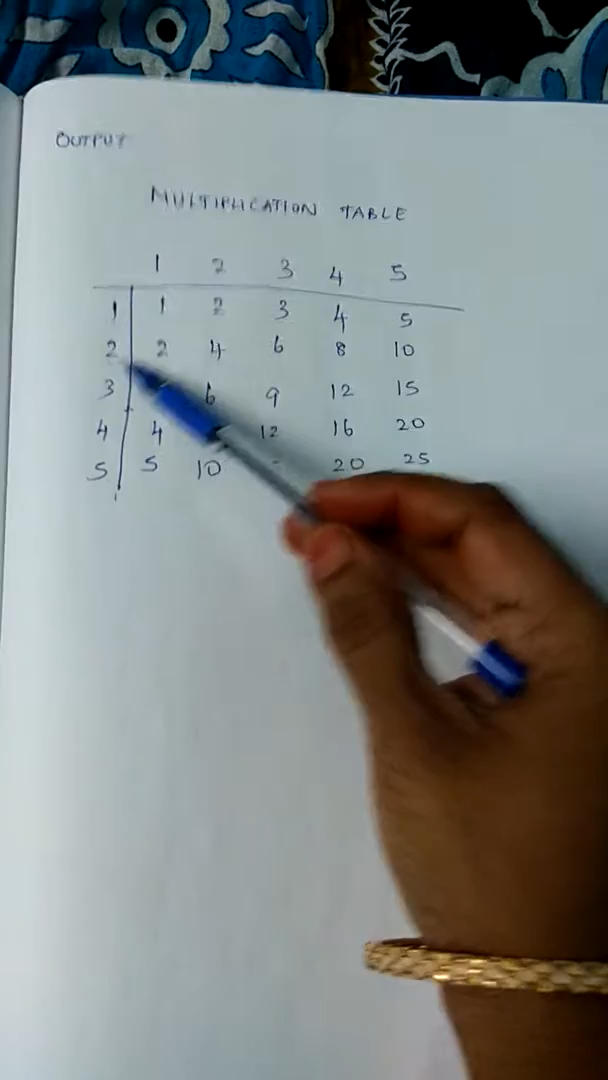 OUTPUT
MULTIPLICATION TABLE
1 2 3 4 5
1 1 2 3 4 5
2 2 4 6 8 10
3 6 9 12 15
4 4 12 16 20
5 5 10 20 25